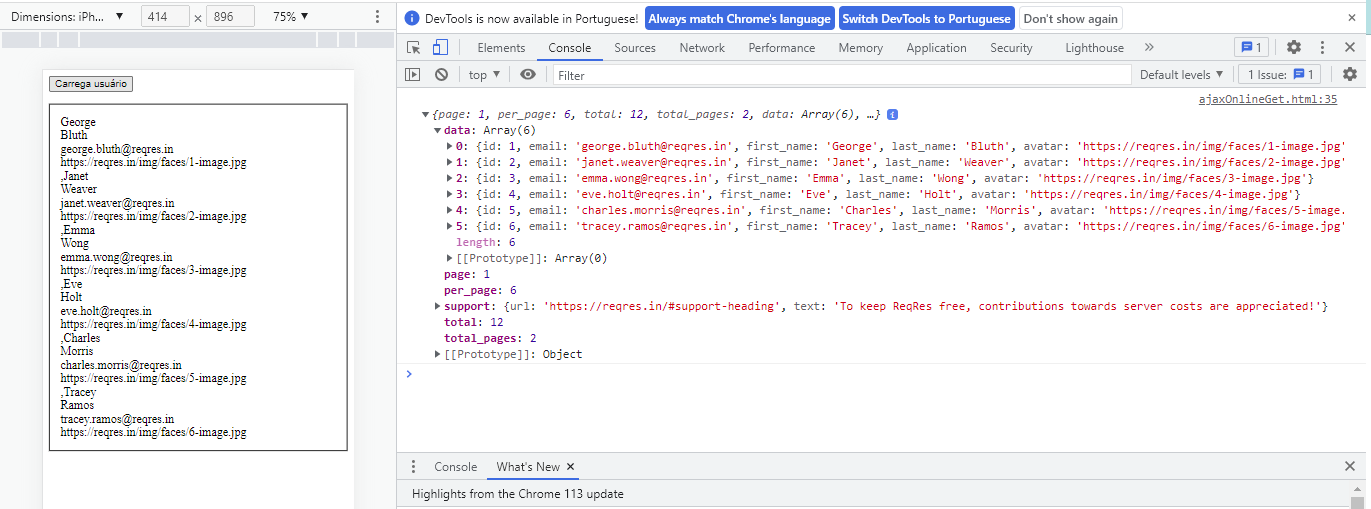 Dimensions: iPh... ▼ 414 × 896 75% ▼
Carrega usuário
George
Bluth
george.bluth@reqres.in
https://reqres.in/img/faces/1-image.jpg
,Janet
Weaver
janet.weaver@reqres.in
https://reqres.in/img/faces/2-image.jpg
,Emma
Wong
emma.wong@reqres.in
https://reqres.in/img/faces/3-image.jpg
,Eve
Holt
eve.holt@reqres.in
https://reqres.in/img/faces/4-image.jpg
,Charles
Morris
charles.morris@reqres.in
https://reqres.in/img/faces/5-image.jpg
,Tracey
Ramos
tracey.ramos@reqres.in
https://reqres.in/img/faces/6-image.jpg
DevTools is now available in Portuguese! Always match Chrome's language Switch DevTools to Portuguese Don't show again
Elements Console Sources Network Performance Memory Application Security Lighthouse » 1
top ▼ Filter Default levels ▼ 1 Issue: 1
ajaxOnlineGet.html:35
{page: 1, per_page: 6, total: 12, total_pages: 2, data: Array(6), …}
data: Array(6)
0: {id: 1, email: 'george.bluth@reqres.in', first_name: 'George', last_name: 'Bluth', avatar: 'https://reqres.in/img/faces/1-image.jpg'
1: {id: 2, email: 'janet.weaver@reqres.in', first_name: 'Janet', last_name: 'Weaver', avatar: 'https://reqres.in/img/faces/2-image.jpg'
2: {id: 3, email: 'emma.wong@reqres.in', first_name: 'Emma', last_name: 'Wong', avatar: 'https://reqres.in/img/faces/3-image.jpg'}
3: {id: 4, email: 'eve.holt@reqres.in', first_name: 'Eve', last_name: 'Holt', avatar: 'https://reqres.in/img/faces/4-image.jpg'}
4: {id: 5, email: 'charles.morris@reqres.in', first_name: 'Charles', last_name: 'Morris', avatar: 'https://reqres.in/img/faces/5-image.
5: {id: 6, email: 'tracey.ramos@reqres.in', first_name: 'Tracey', last_name: 'Ramos', avatar: 'https://reqres.in/img/faces/6-image.jpg'
length: 6
[[Prototype]]: Array(0)
page: 1
per_page: 6
support: {url: 'https://reqres.in/#support-heading', text: 'To keep ReqRes free, contributions towards server costs are appreciated!'}
total: 12
total_pages: 2
[[Prototype]]: Object
Console What's New
Highlights from the Chrome 113 update